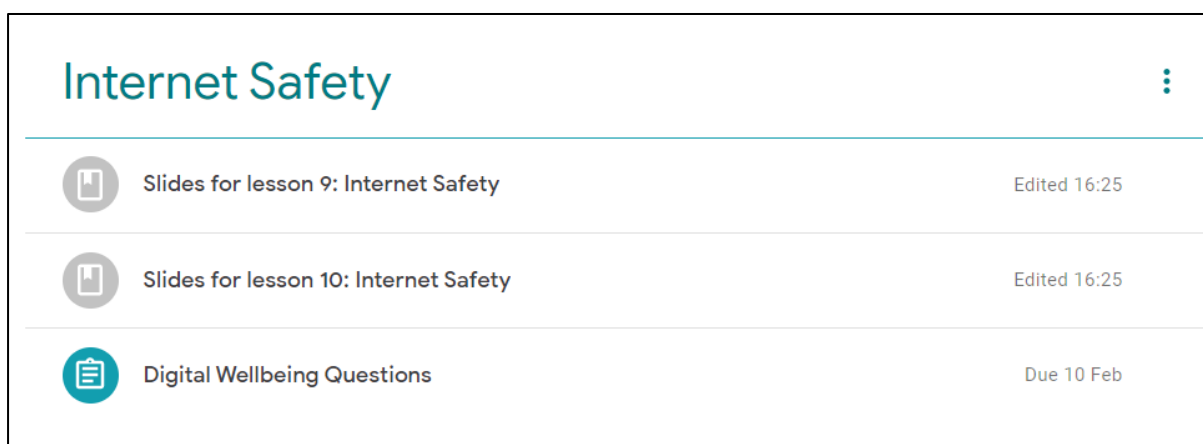 Internet Safety
Slides for lesson 9: Internet Safety Edited 16:25
Slides for lesson 10: Internet Safety Edited 16:25
Digital Wellbeing Questions Due 10 Feb